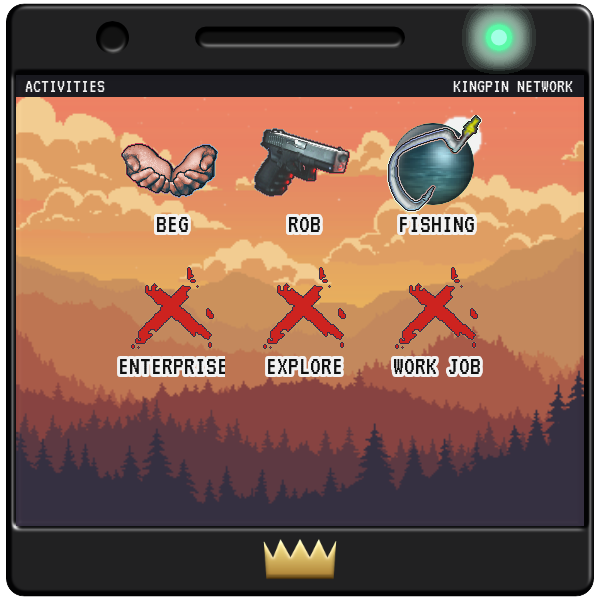 ACTIVITIES KINGPIN NETWORK
BEG ROB FISHING
ENTERPRISE EXPLORE WORK JOB